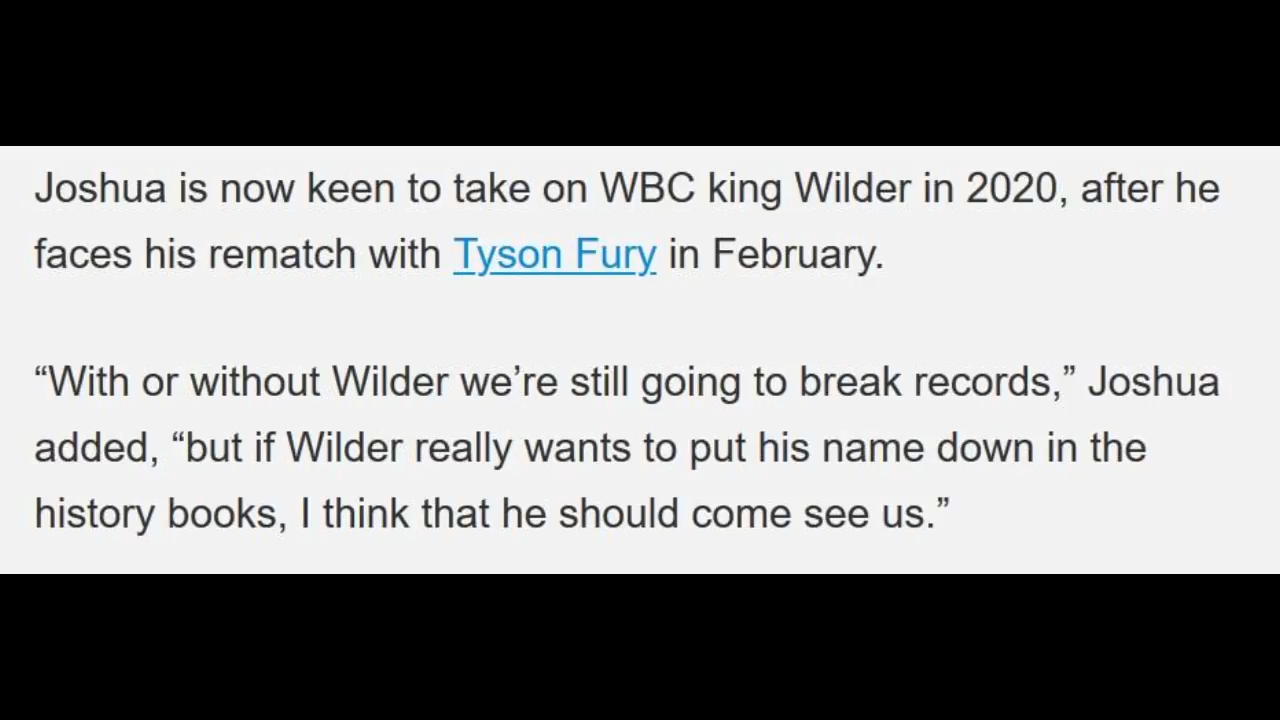 Joshua is now keen to take on WBC king Wilder in 2020, after he
faces his rematch with Tyson Fury in February.
“With or without Wilder we’re still going to break records,” Joshua
added, “but if Wilder really wants to put his name down in the
history books, I think that he should come see us.”